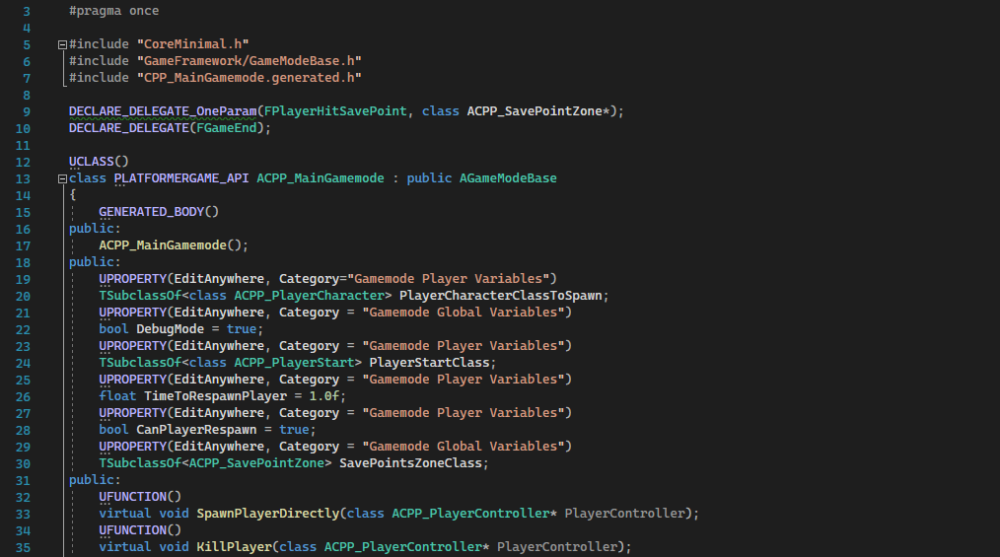 3 #pragma once
4
5 #include "CoreMinimal.h"
6 #include "GameFramework/GameModeBase.h"
7 #include "CPP_MainGamemode.generated.h"
8
9 DECLARE_DELEGATE_OneParam(FPlayerHitSavePoint, class ACPP_SavePointZone*);
10 DECLARE_DELEGATE(FGameEnd);
11
12 UCLASS()
13 class PLATFORMERGAME_API ACPP_MainGamemode : public AGameModeBase
14 {
15 GENERATED_BODY()
16 public:
17 ACPP_MainGamemode();
18 public:
19 UPROPERTY(EditAnywhere, Category="Gamemode Player Variables")
20 TSubclassOf<class ACPP_PlayerCharacter> PlayerCharacterClassToSpawn;
21 UPROPERTY(EditAnywhere, Category = "Gamemode Global Variables")
22 bool DebugMode = true;
23 UPROPERTY(EditAnywhere, Category = "Gamemode Player Variables")
24 TSubclassOf<class ACPP_PlayerStart> PlayerStartClass;
25 UPROPERTY(EditAnywhere, Category = "Gamemode Player Variables")
26 float TimeToRespawnPlayer = 1.0f;
27 UPROPERTY(EditAnywhere, Category = "Gamemode Player Variables")
28 bool CanPlayerRespawn = true;
29 UPROPERTY(EditAnywhere, Category = "Gamemode Global Variables")
30 TSubclassOf<ACPP_SavePointZone> SavePointsZoneClass;
31 public:
32 UFUNCTION()
33 virtual void SpawnPlayerDirectly(class ACPP_PlayerController* PlayerController);
34 UFUNCTION()
35 virtual void KillPlayer(class ACPP_PlayerController* PlayerController);